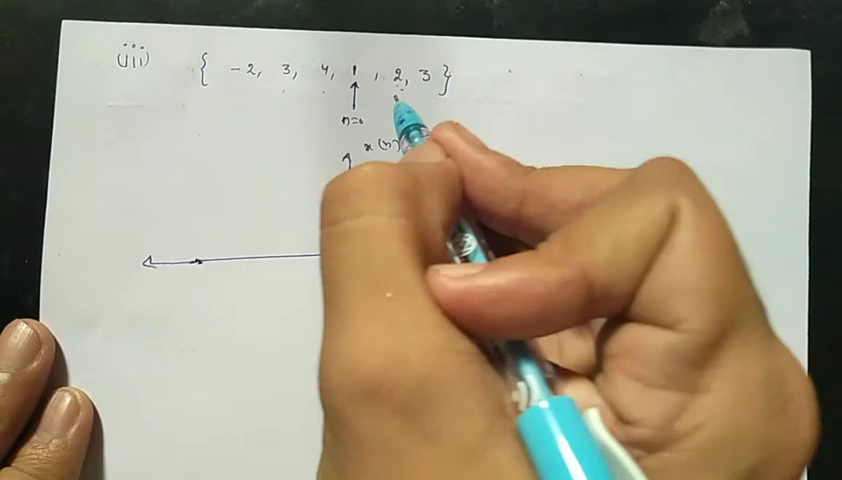 (iii) { -2, 3, 4, 1, 2, 3 }
↑
n=0
x(n)